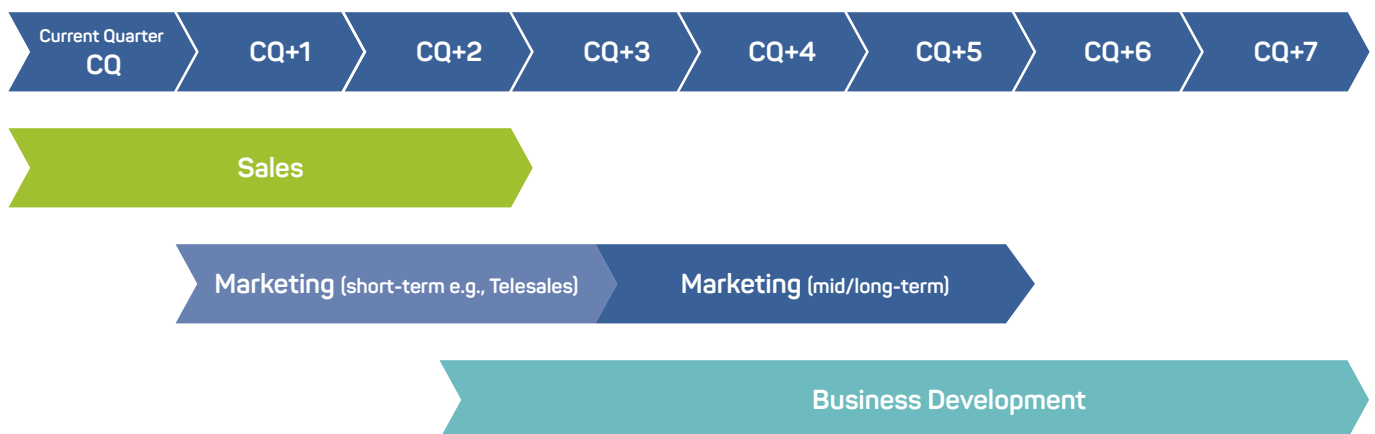 Current Quarter
CQ
CQ+1
CQ+2
CQ+3
CQ+4
CQ+5
CQ+6
CQ+7
Sales
Marketing (short-term e.g., Telesales)
Marketing (mid/long-term)
Business Development